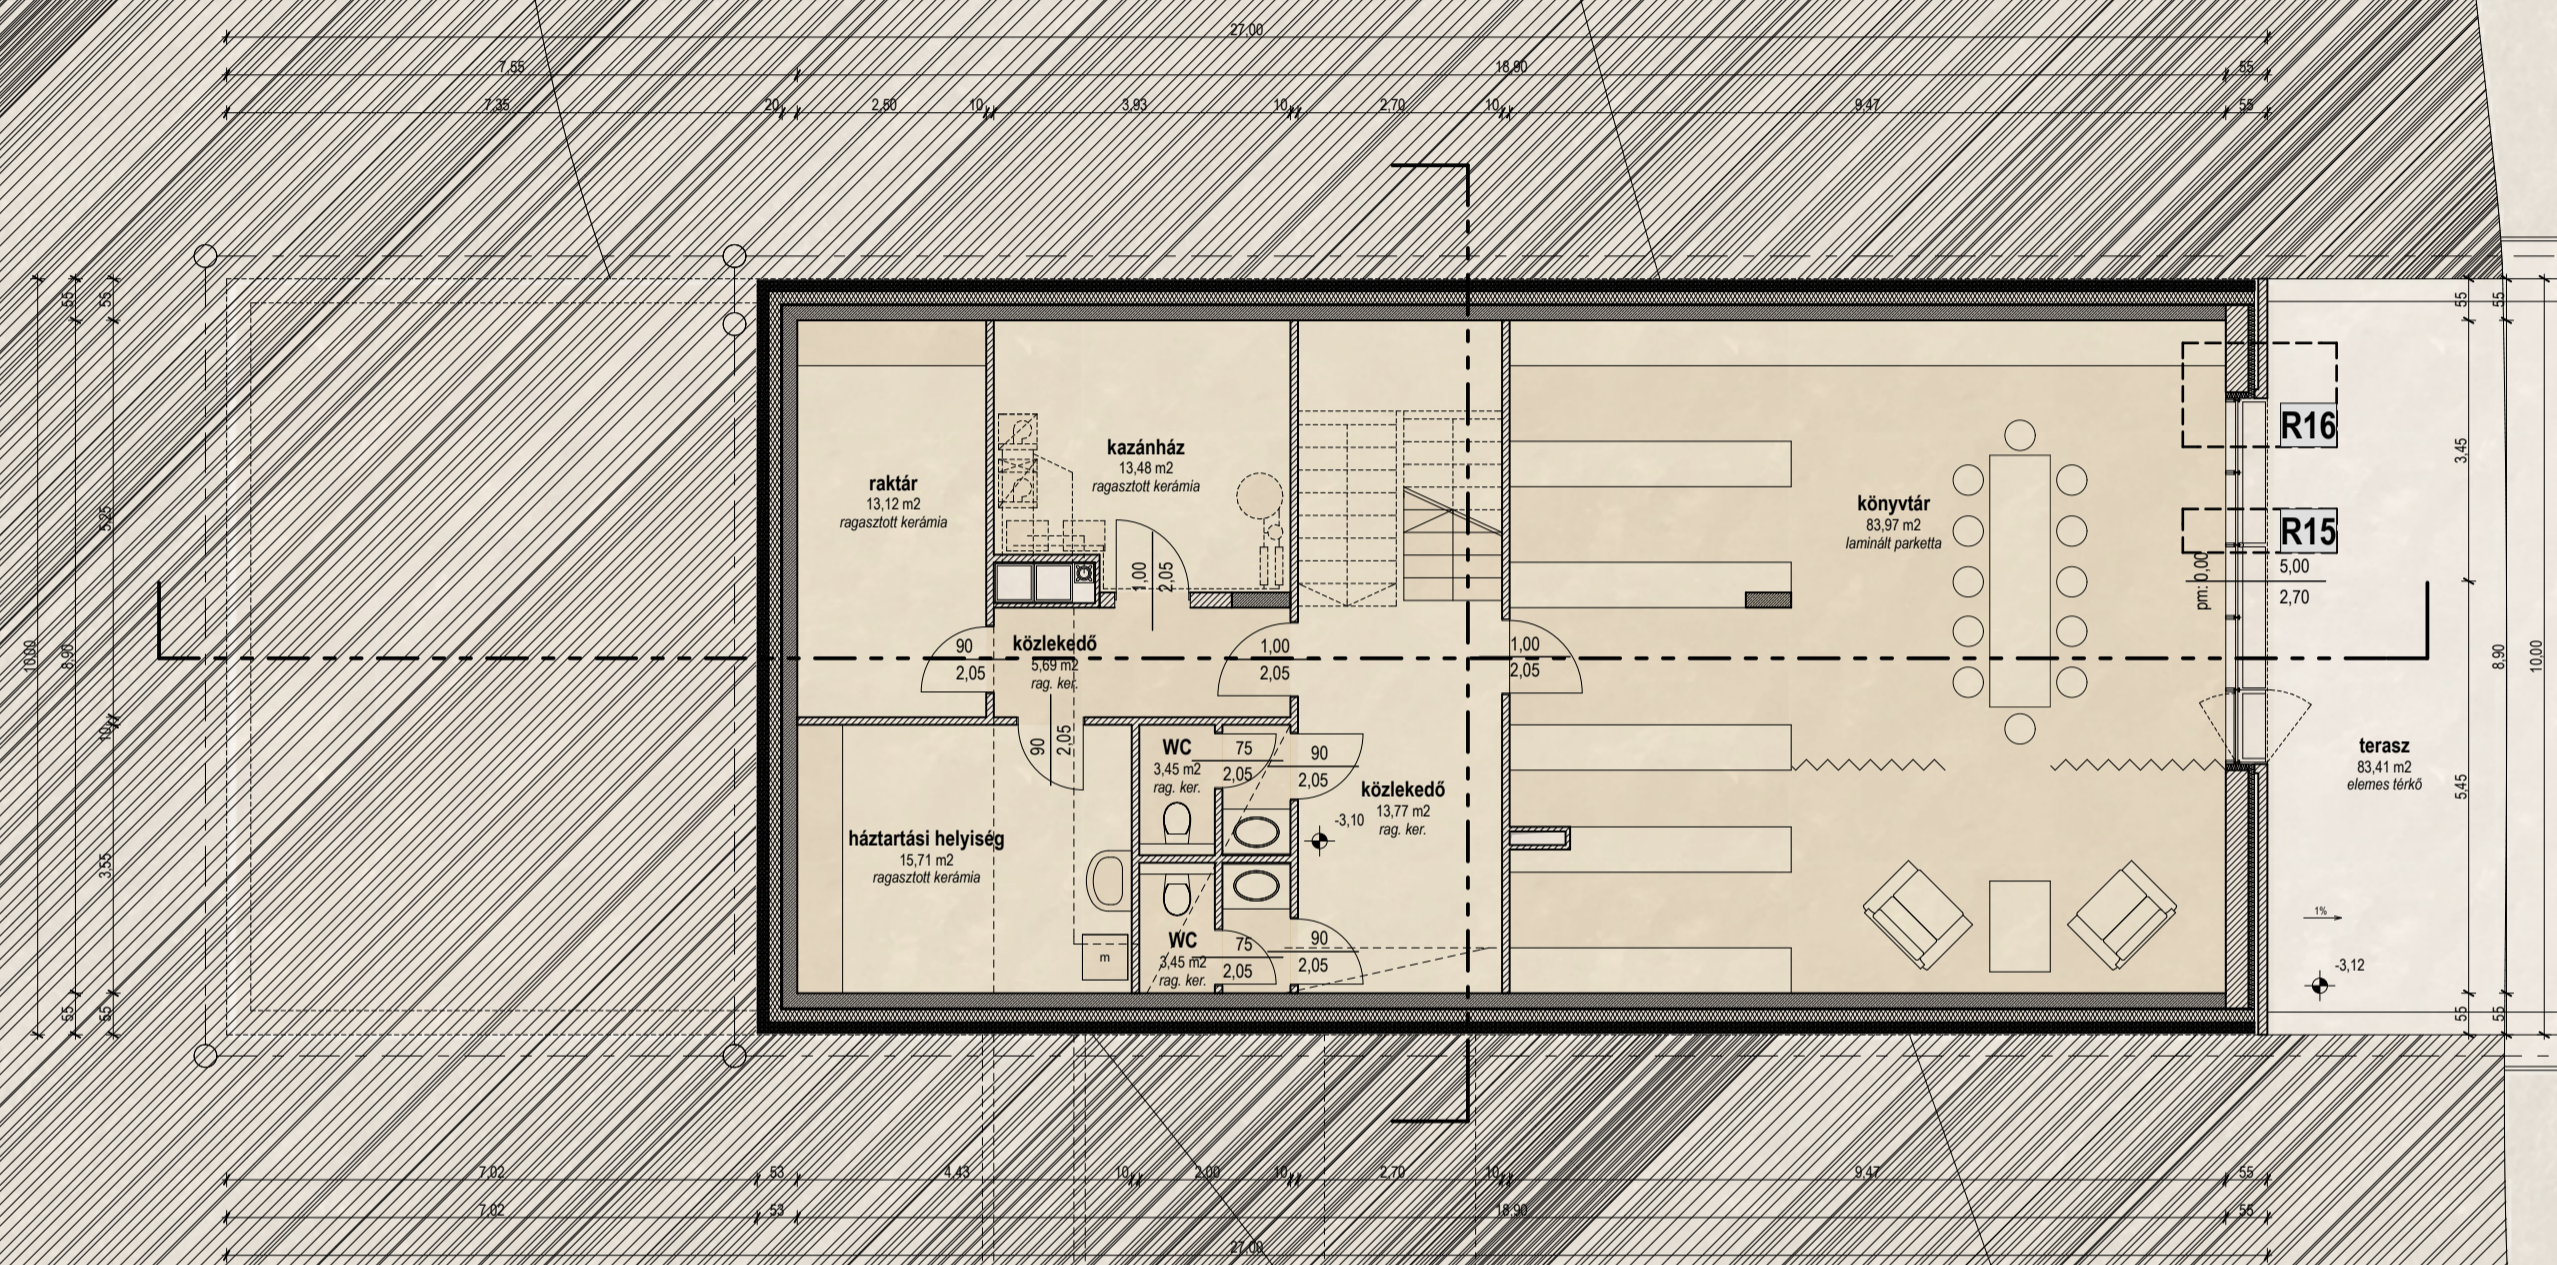 27,00
7,55
18,90
55
7,35
20
2,50
10
3,93
10
2,70
10
9,47
55
10,00
8,90
55
55
5,25
10
3,55
55
55
raktár
13,12 m2
ragasztott kerámia
kazánház
13,48 m2
ragasztott kerámia
1,00
2,05
90
2,05
közlekedő
5,69 m2
rag. ker.
1,00
2,05
90
2,05
háztartási helyiség
15,71 m2
ragasztott kerámia
m
WC
3,45 m2
rag. ker.
75
2,05
90
2,05
WC
3,45 m2
rag. ker.
75
2,05
90
2,05
közlekedő
13,77 m2
rag. ker.
-3,10
1,00
2,05
könyvtár
83,97 m2
laminált parketta
R16
R15
pm: 0,00
5,00
2,70
terasz
83,41 m2
elemes térkő
1%
-3,12
55
3,45
5,45
55
55
8,90
55
10,00
7,02
53
4,43
10
2,00
10
2,70
10
9,47
55
7,02
53
18,90
55
27,00